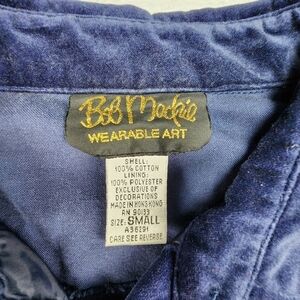 Bob Mackie
WEARABLE ART
SHELL:
100% COTTON
LINING:
100% POLYESTER
EXCLUSIVE OF
DECORATIONS
MADE IN HONG KONG
RN 90133
SIZE: SMALL
A36291
CARE SEE REVERSE